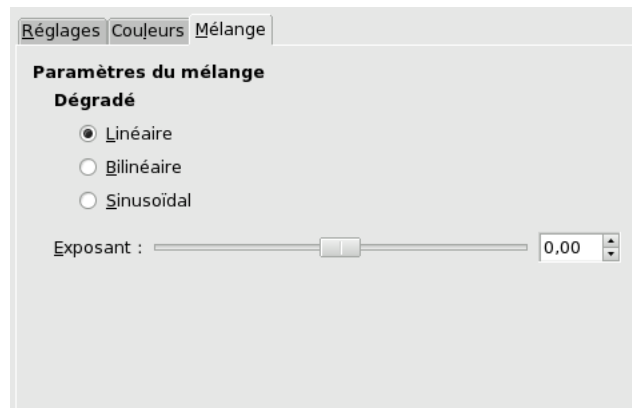 Réglages Couleurs Mélange
Paramètres du mélange
Dégradé
Linéaire
Bilinéaire
Sinusoïdal
Exposant : 0,00